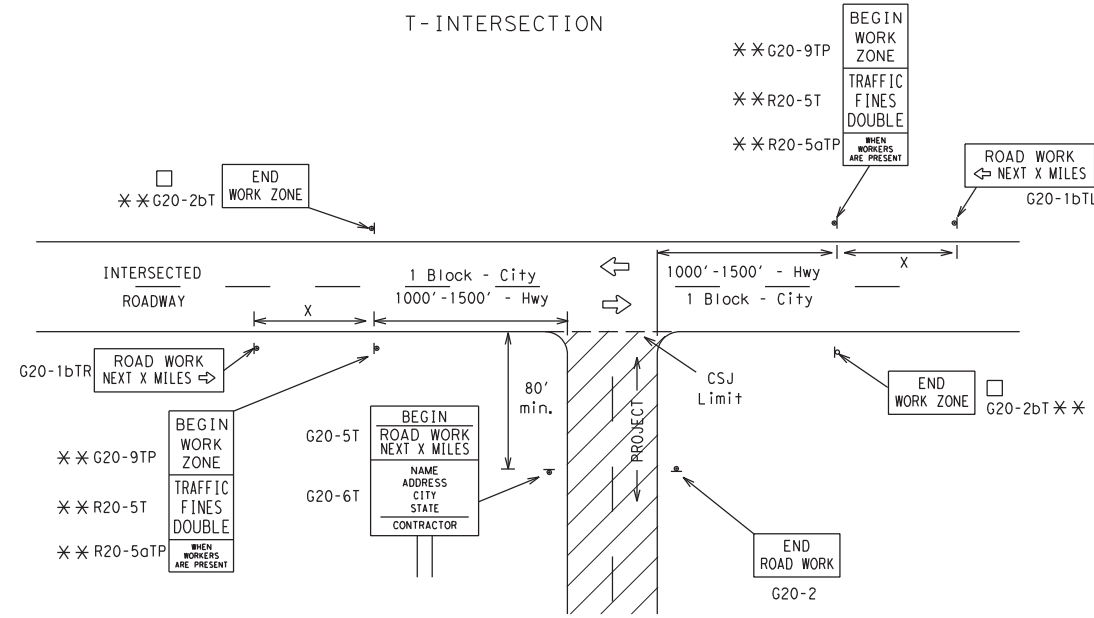 T-INTERSECTION
BEGIN
WORK
ZONE
**G20-9TP
TRAFFIC
FINES
DOUBLE
**R20-5T
WHEN
WORKERS
ARE PRESENT
**R20-5aTP
ROAD WORK
⇦ NEXT X MILES
G20-1bTL
END
WORK ZONE
□
**G20-2bT
INTERSECTED
ROADWAY
1 Block - City
1000'-1500' - Hwy
X
1000'-1500' - Hwy
1 Block - City
X
G20-1bTR
ROAD WORK
NEXT X MILES ⇨
80'
min.
CSJ
Limit
PROJECT
END
WORK ZONE
□
G20-2bT **
BEGIN
WORK
ZONE
**G20-9TP
TRAFFIC
FINES
DOUBLE
**R20-5T
WHEN
WORKERS
ARE PRESENT
**R20-5aTP
BEGIN
ROAD WORK
NEXT X MILES
G20-5T
NAME
ADDRESS
CITY
STATE
CONTRACTOR
G20-6T
END
ROAD WORK
G20-2